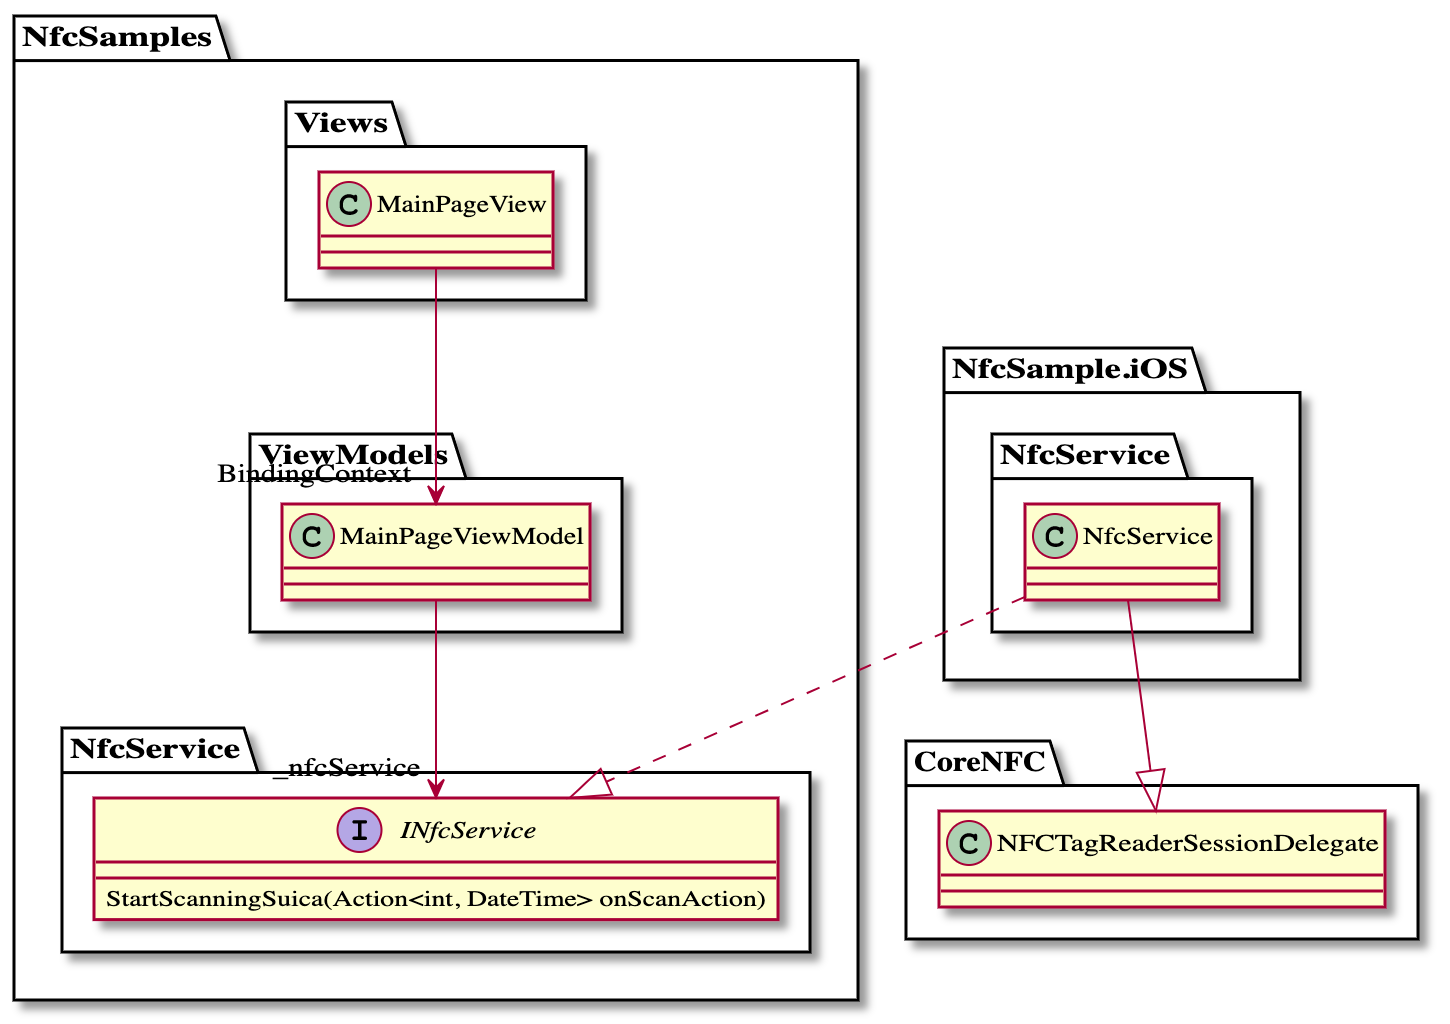 NfcSamples
Views
C MainPageView
NfcSample.iOS
ViewModels
BindingContext
NfcService
C MainPageViewModel
C NfcService
NfcService
_nfcService
CoreNFC
I INfcService
StartScanningSuica(Action<int, DateTime> onScanAction)
C NFCTagReaderSessionDelegate